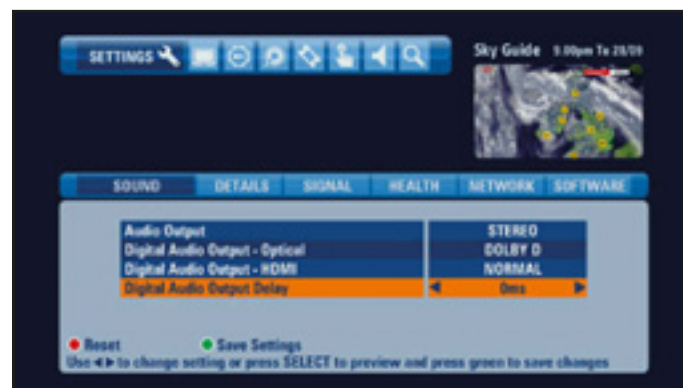 SETTINGS
Sky Guide 9.00pm Tu 28/09
SOUND DETAILS SIGNAL HEALTH NETWORK SOFTWARE
Audio Output STEREO
Digital Audio Output - Optical DOLBY D
Digital Audio Output - HDMI NORMAL
Digital Audio Output Delay ◀ 0ms ▶
Reset Save Settings
Use ◀ ▶ to change setting or press SELECT to preview and press green to save changes